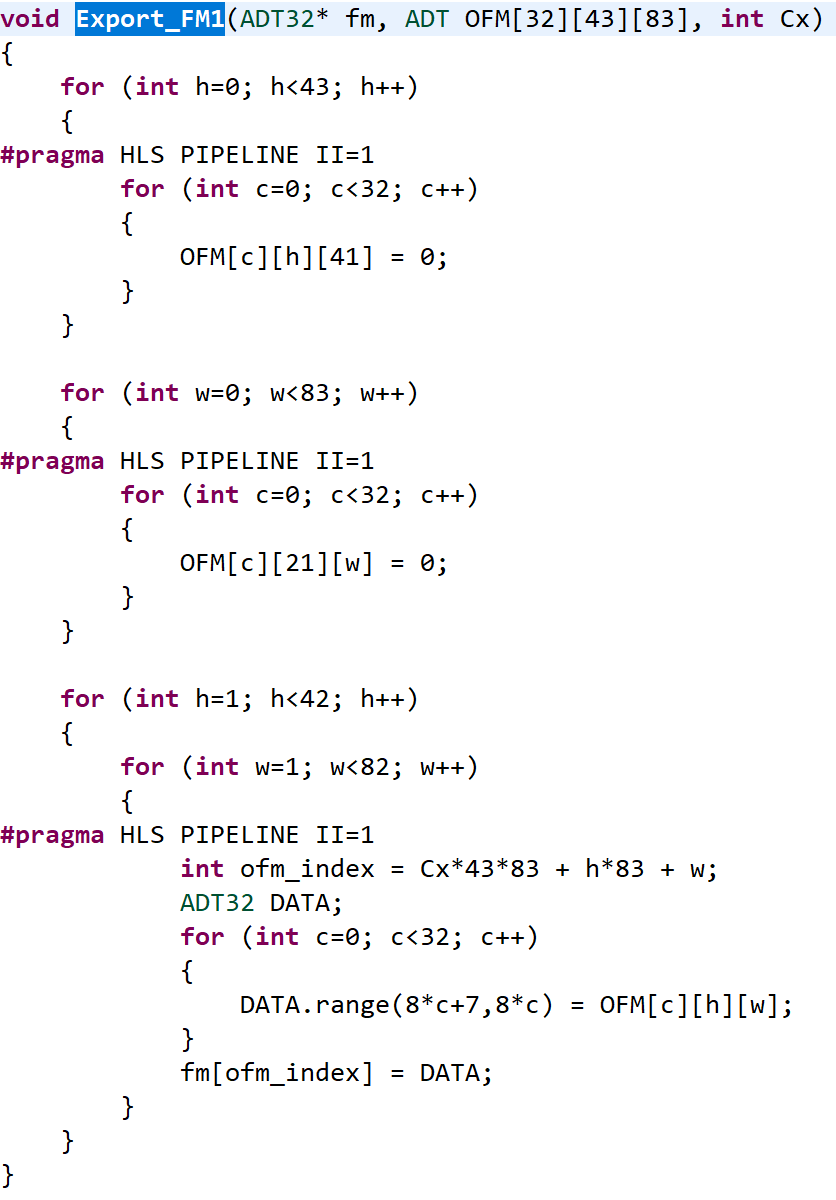 void Export_FM1(ADT32* fm, ADT OFM[32][43][83], int Cx)
{
    for (int h=0; h<43; h++)
    {
#pragma HLS PIPELINE II=1
        for (int c=0; c<32; c++)
        {
            OFM[c][h][41] = 0;
        }
    }

    for (int w=0; w<83; w++)
    {
#pragma HLS PIPELINE II=1
        for (int c=0; c<32; c++)
        {
            OFM[c][21][w] = 0;
        }
    }

    for (int h=1; h<42; h++)
    {
        for (int w=1; w<82; w++)
        {
#pragma HLS PIPELINE II=1
            int ofm_index = Cx*43*83 + h*83 + w;
            ADT32 DATA;
            for (int c=0; c<32; c++)
            {
                DATA.range(8*c+7,8*c) = OFM[c][h][w];
            }
            fm[ofm_index] = DATA;
        }
    }
}